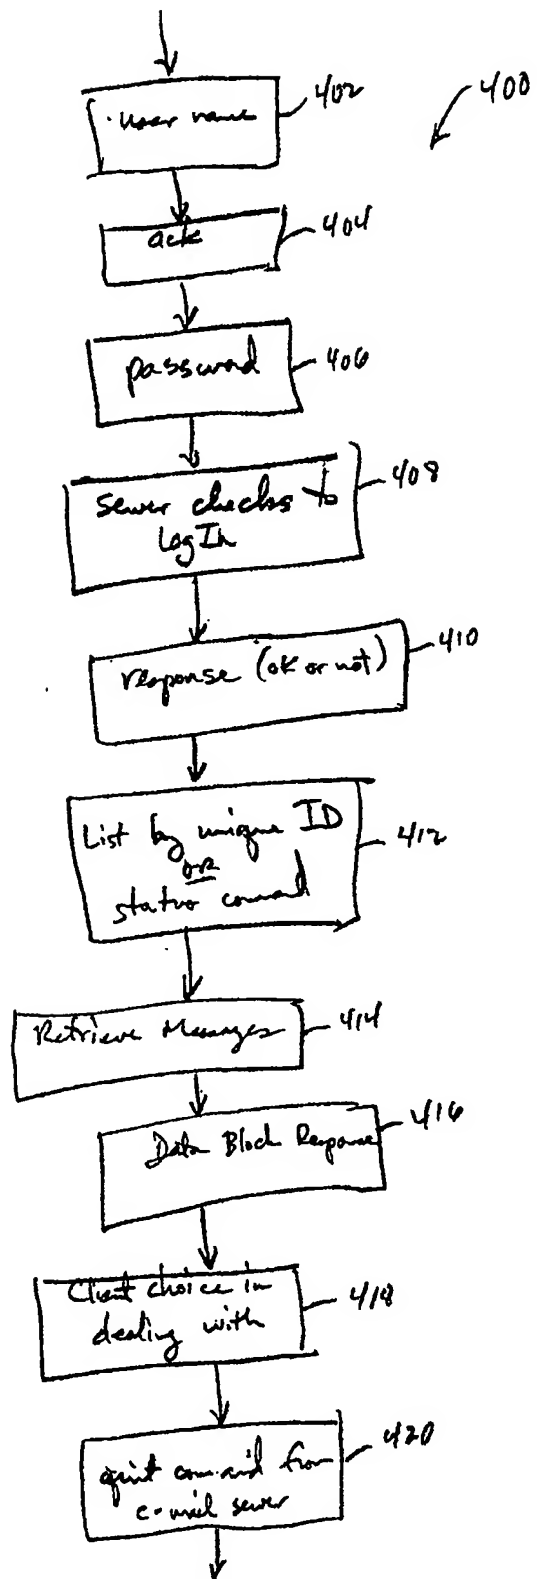 400
User name
402
ack
404
password
406
Server checks to
Log In
408
response (ok or not)
410
List by unique ID
or
status command
412
Retrieve Messages
414
Data Block Response
416
Client choice in
dealing with
418
quit command from
e-mail server
420